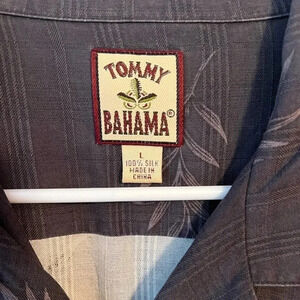 TOMMY
BAHAMA®
L
100% SILK
MADE IN
CHINA